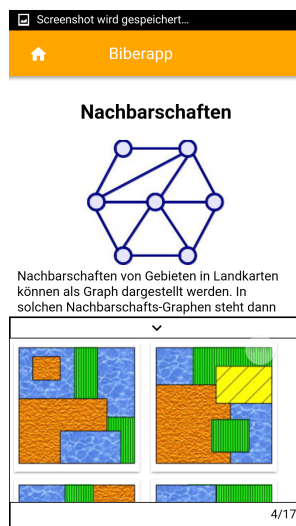 Screenshot wird gespeichert…
Biberapp
Nachbarschaften
Nachbarschaften von Gebieten in Landkarten
können als Graph dargestellt werden. In
solchen Nachbarschafts-Graphen steht dann
4/17